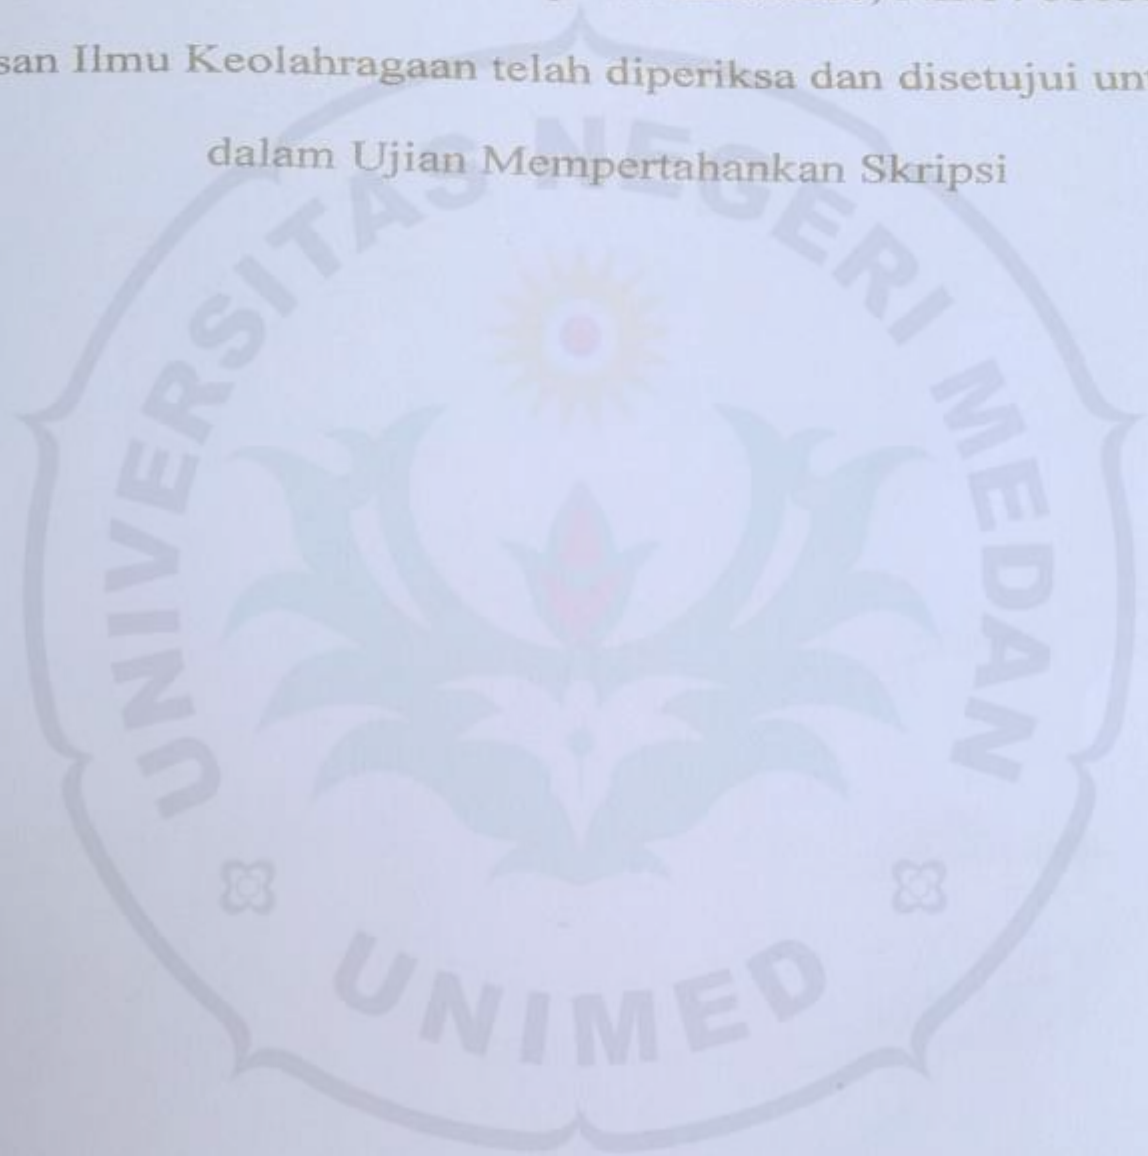 san Ilmu Keolahragaan telah diperiksa dan disetujui un
dalam Ujian Mempertahankan Skripsi
UNIVERSITAS NEGERI MEDAN
UNIMED